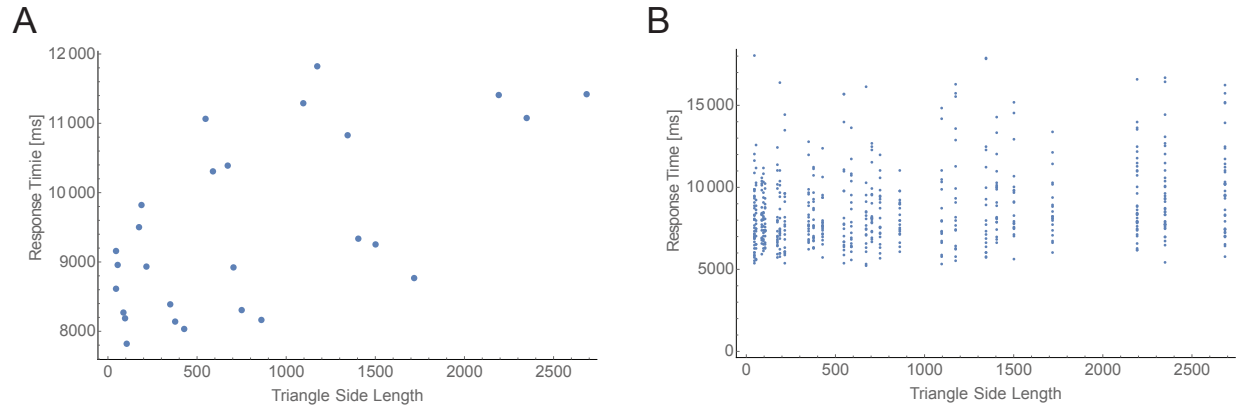 A
12 000
11 000
10 000
9000
8000
Response Timie [ms]
0 500 1000 1500 2000 2500
Triangle Side Length
B
15 000
10 000
5000
0
Response Time [ms]
0 500 1000 1500 2000 2500
Triangle Side Length